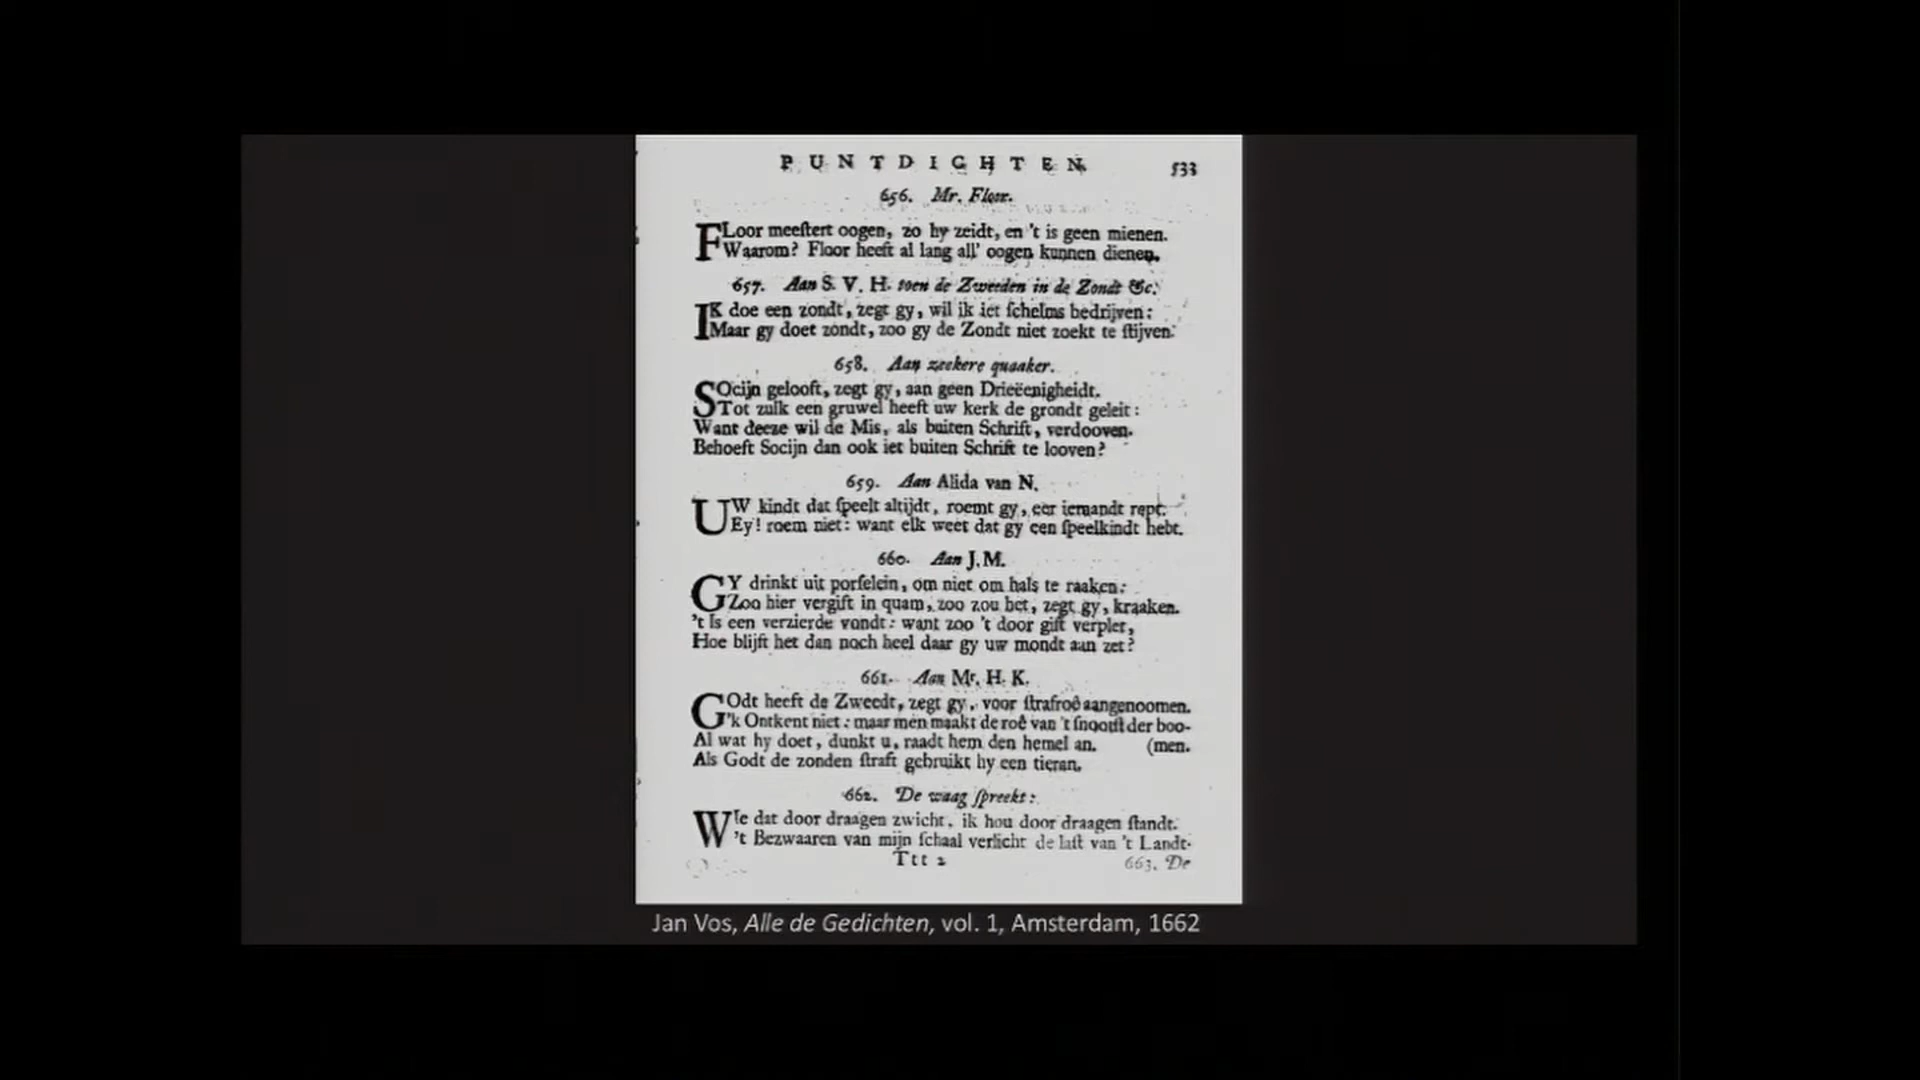 PUNTDICHTEN 533
656. Mr. Floor.
FLoor meeſtert oogen, zo hy zeidt, en 't is geen mienen.
Waarom? Floor heeft al lang all' oogen kunnen dienen.
657. Aan S. V. H. toen de Zweeden in de Zondt &c.
IK doe een zondt, zegt gy, wil ik iet ſchelms bedrijven:
Maar gy doet zondt, zoo gy de Zondt niet zoekt te ſtijven.
658. Aan zeekere quaaker.
SOcijn gelooft, zegt gy, aan geen Drieëenigheidt.
Tot zulk een gruwel heeft uw kerk de grondt geleit:
Want deeze wil de Mis, als buiten Schrift, verdooven.
Behoeft Socijn dan ook iet buiten Schrift te looven?
659. Aan Alida van N.
UW kindt dat ſpeelt altijdt, roemt gy, eer iemandt rept.
Ey! roem niet: want elk weet dat gy een ſpeelkindt hebt.
660. Aan J. M.
GY drinkt uit porſelein, om niet om hals te raaken:
Zoo hier vergift in quam, zoo zou het, zegt gy, kraaken.
't Is een verzierde vondt: want zoo 't door gift verplet,
Hoe blijft het dan noch heel daar gy uw mondt aan zet?
661. Aan Mr. H. K.
GOdt heeft de Zweedt, zegt gy, voor ſtrafroê aangenoomen.
'k Ontkent niet: maar men maakt de roê van 't ſnooſt der boo-
Al wat hy doet, dunkt u, raadt hem den hemel an. (men.
Als Godt de zonden ſtraft gebruikt hy een tieran.
662. De waag ſpreekt:
WIe dat door draagen zwicht, ik hou door draagen ſtandt.
't Bezwaaren van mijn ſchaal verlicht de laſt van 't Landt.
Ttt 2 663. De
Jan Vos, Alle de Gedichten, vol. 1, Amsterdam, 1662